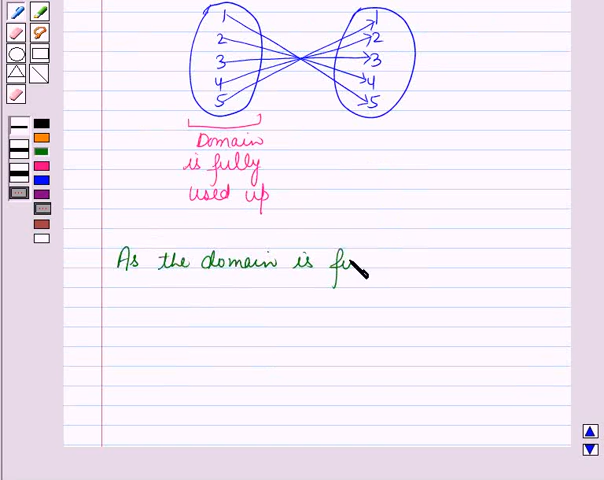 1 1
2 2
3 3
4 4
5 5
Domain
is fully
used up
As the domain is fu